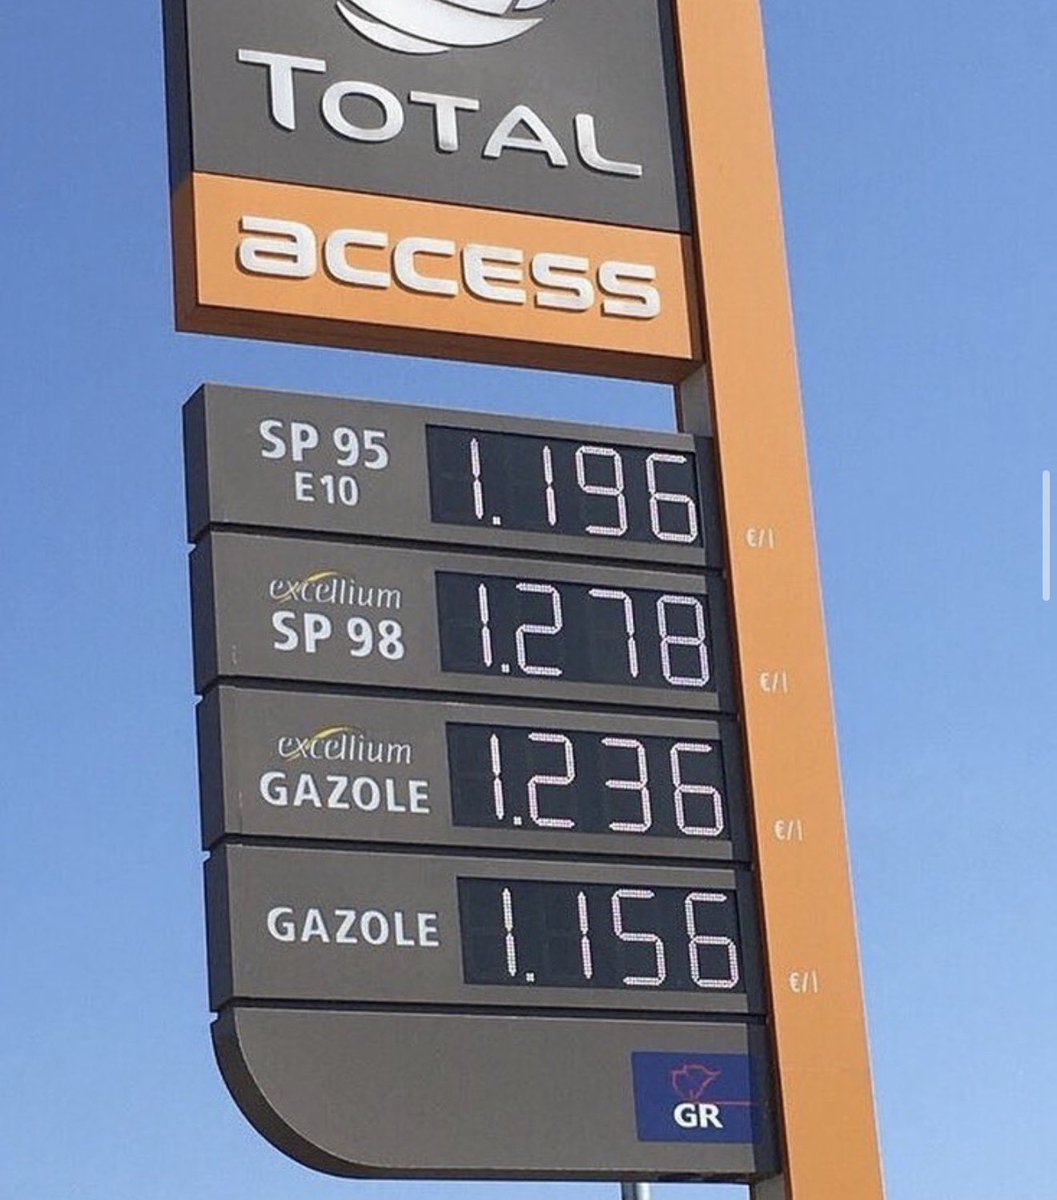 TOTAL
access
SP 95 1.196
E10 €/l
excellium
SP 98 1.278
€/l
excellium
GAZOLE 1.236
€/l
GAZOLE 1.156
€/l
GR